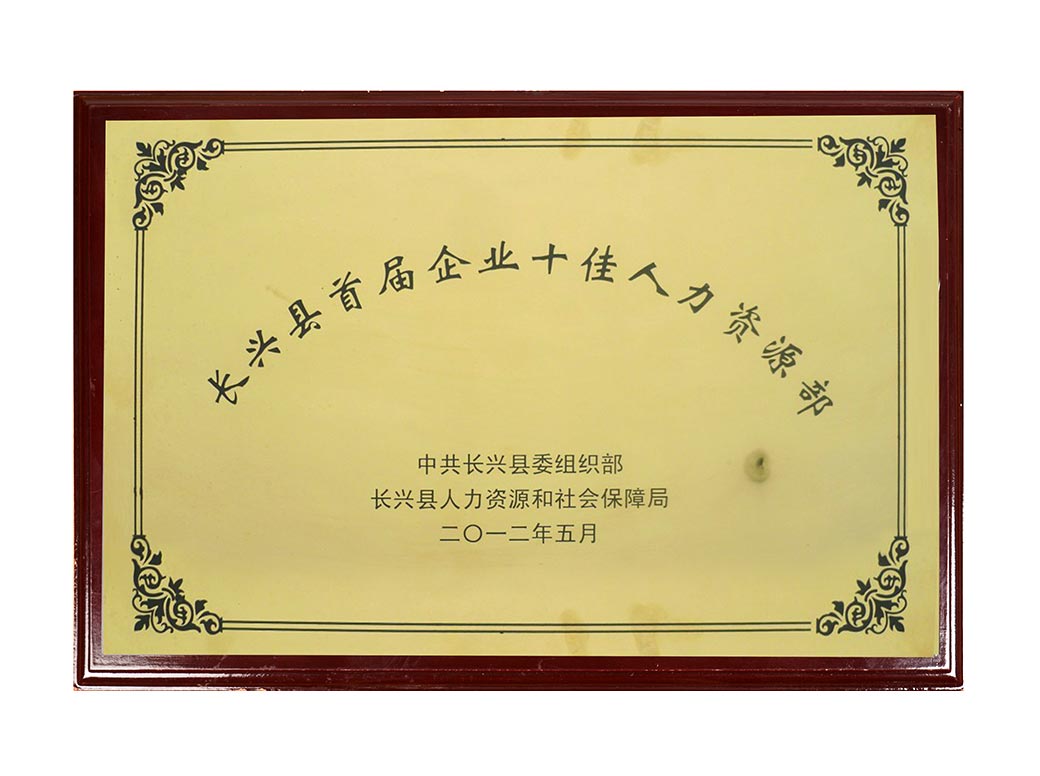 长兴县首届企业十佳人力资源部
中共长兴县委组织部
长兴县人力资源和社会保障局
二〇一二年五月